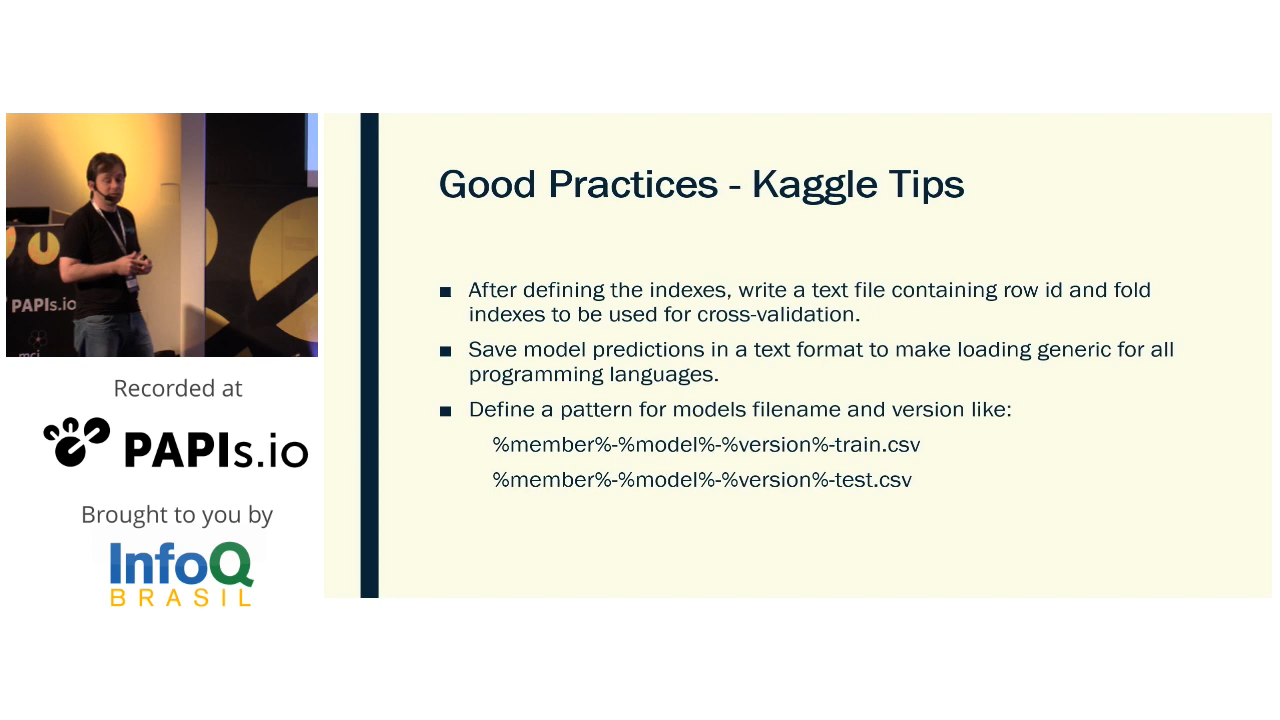 PAPIs.io
mci
Recorded at
PAPIs.io
Brought to you by
InfoQ
BRASIL
Good Practices - Kaggle Tips
■ After defining the indexes, write a text file containing row id and fold
indexes to be used for cross-validation.
■ Save model predictions in a text format to make loading generic for all
programming languages.
■ Define a pattern for models filename and version like:
%member%-%model%-%version%-train.csv
%member%-%model%-%version%-test.csv